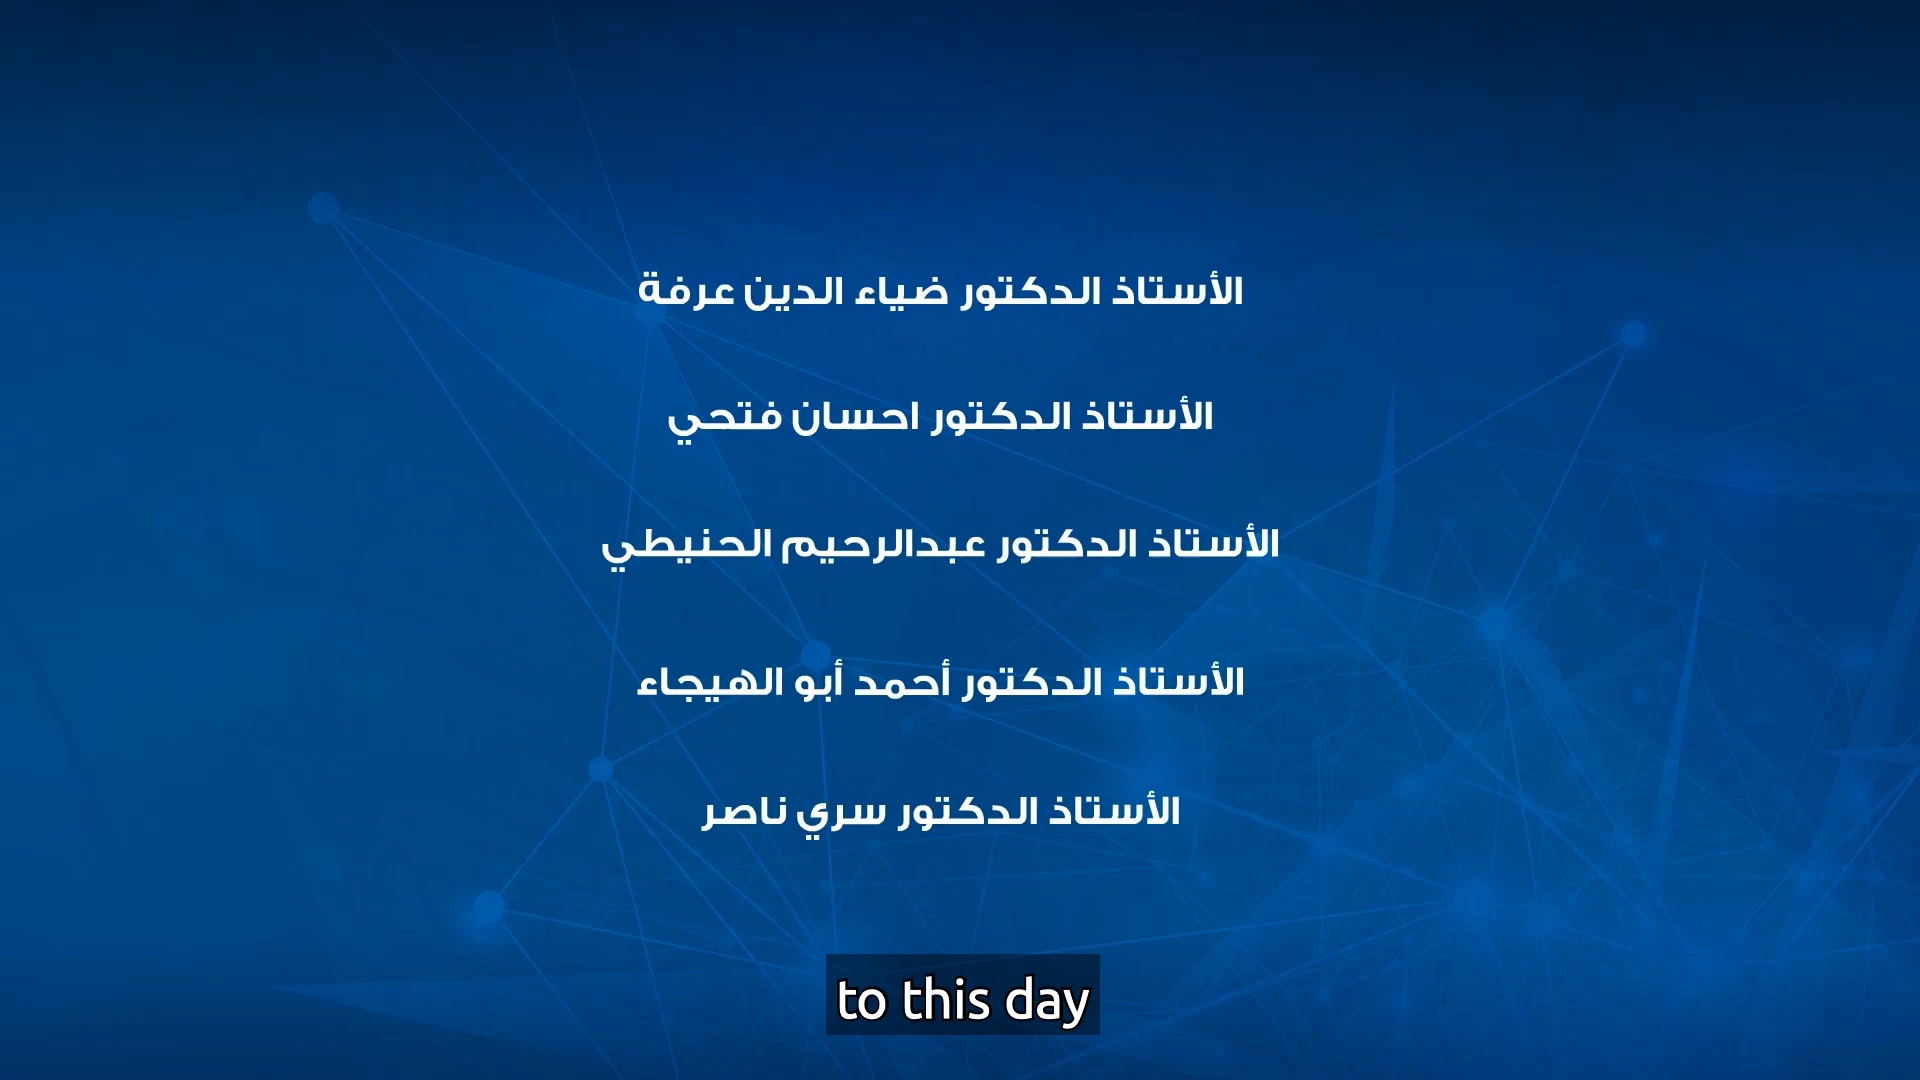 الأستاذ الدكتور ضياء الدين عرفة
الأستاذ الدكتور احسان فتحي
الأستاذ الدكتور عبدالرحيم الحنيطي
الأستاذ الدكتور أحمد أبو الهيجاء
الأستاذ الدكتور سري ناصر
to this day